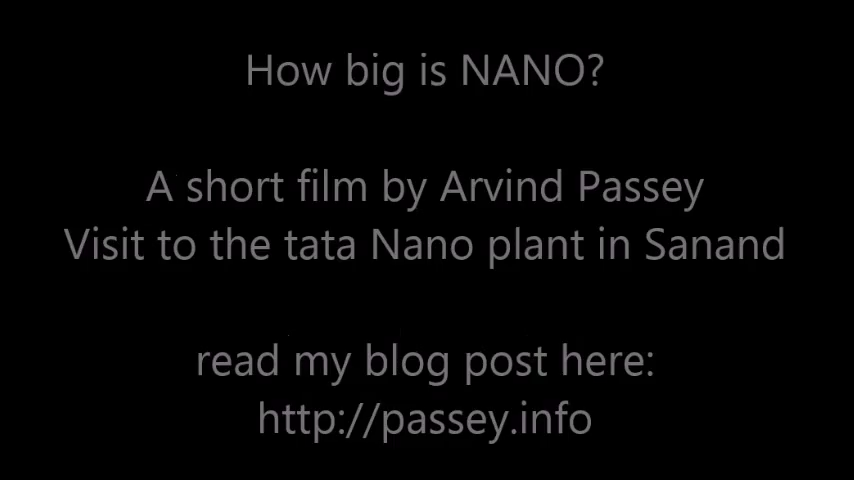 How big is NANO?
A short film by Arvind Passey
Visit to the tata Nano plant in Sanand
read my blog post here:
http://passey.info